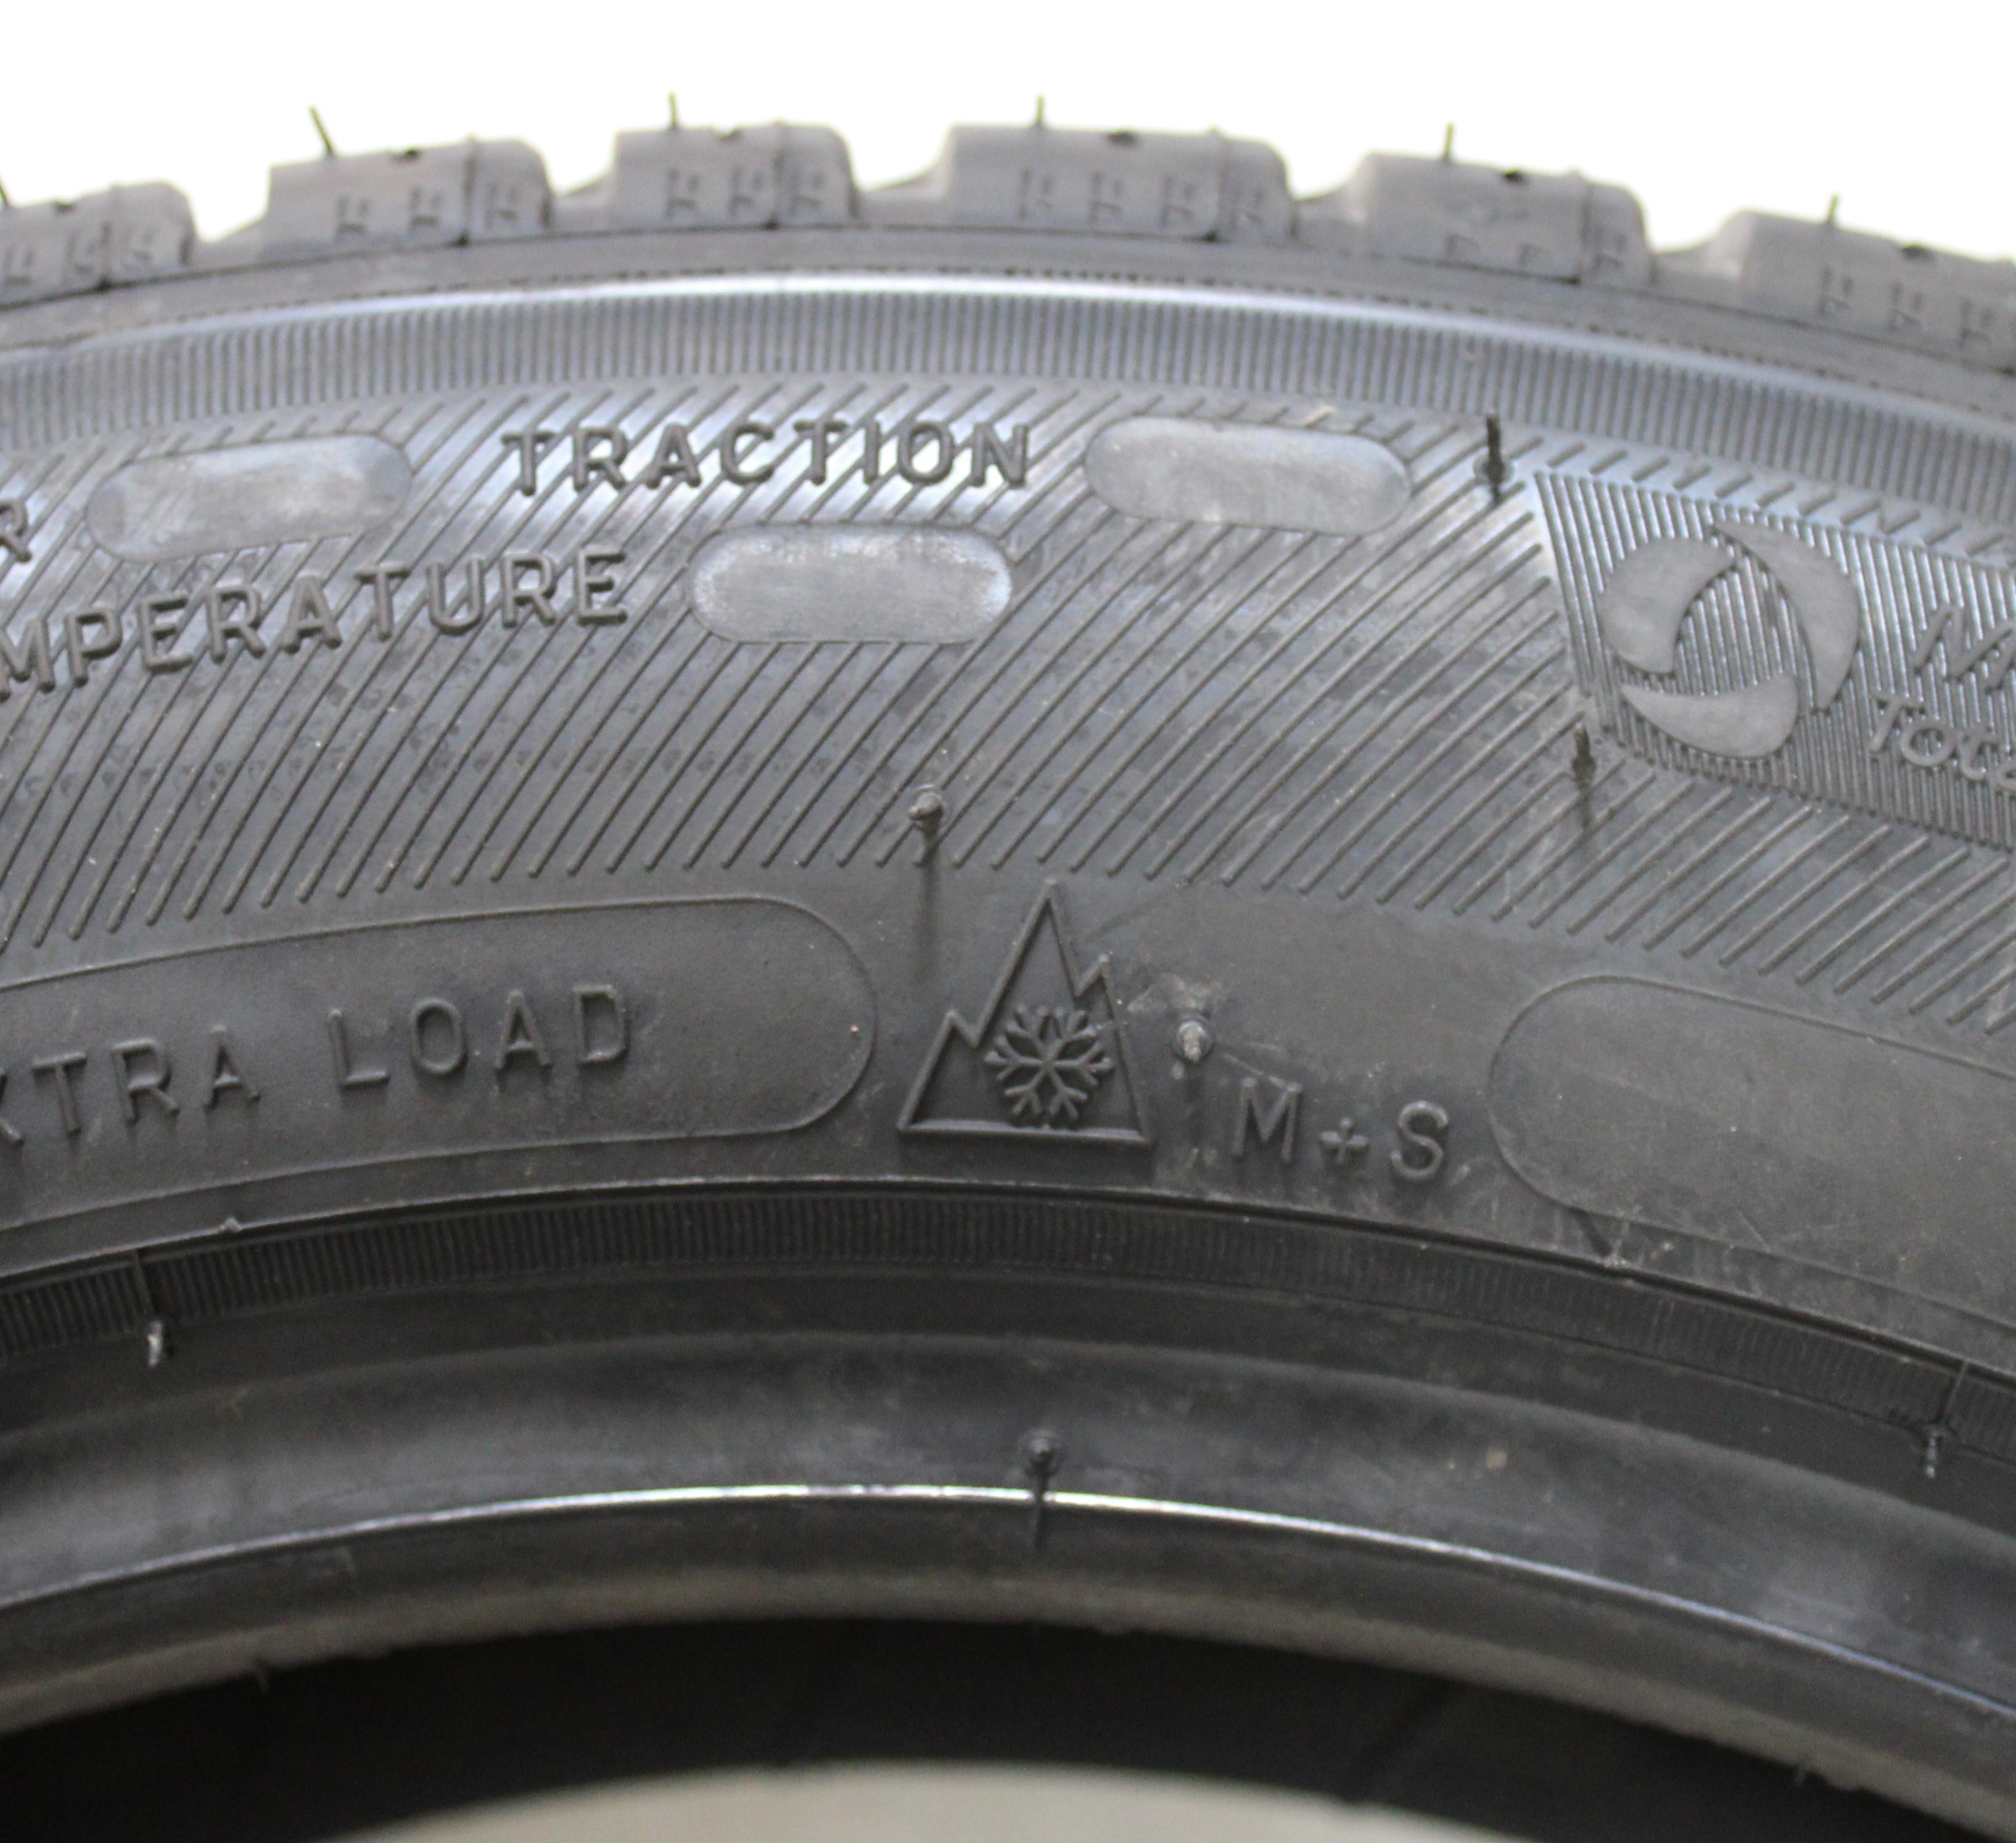 TRACTION
MPERATURE
XTRA LOAD
M+S